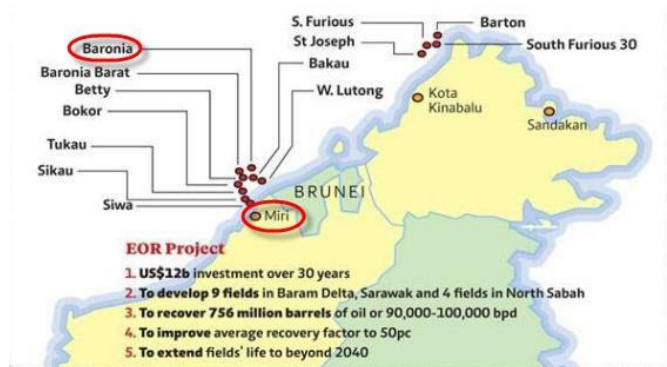 S. Furious
Barton
St Joseph
South Furious 30
Baronia
Bakau
Baronia Barat
W. Lutong
Betty
Bokor
Kota
Kinabalu
Sandakan
Tukau
Sikau
Siwa
BRUNEI
Miri
EOR Project
1. US$12b investment over 30 years
2. To develop 9 fields in Baram Delta, Sarawak and 4 fields in North Sabah
3. To recover 756 million barrels of oil or 90,000-100,000 bpd
4. To improve average recovery factor to 50pc
5. To extend fields' life to beyond 2040